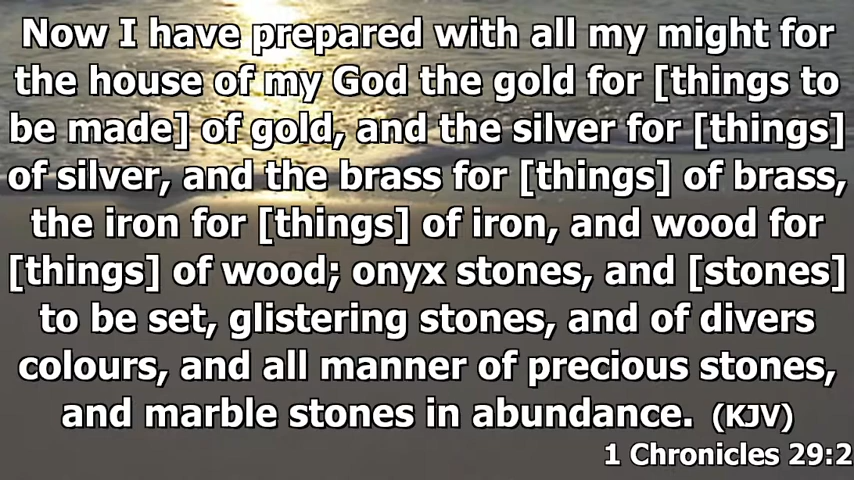 Now I have prepared with all my might for
the house of my God the gold for [things to
be made] of gold, and the silver for [things]
of silver, and the brass for [things] of brass,
the iron for [things] of iron, and wood for
[things] of wood; onyx stones, and [stones]
to be set, glistering stones, and of divers
colours, and all manner of precious stones,
and marble stones in abundance. (KJV)
1 Chronicles 29:2